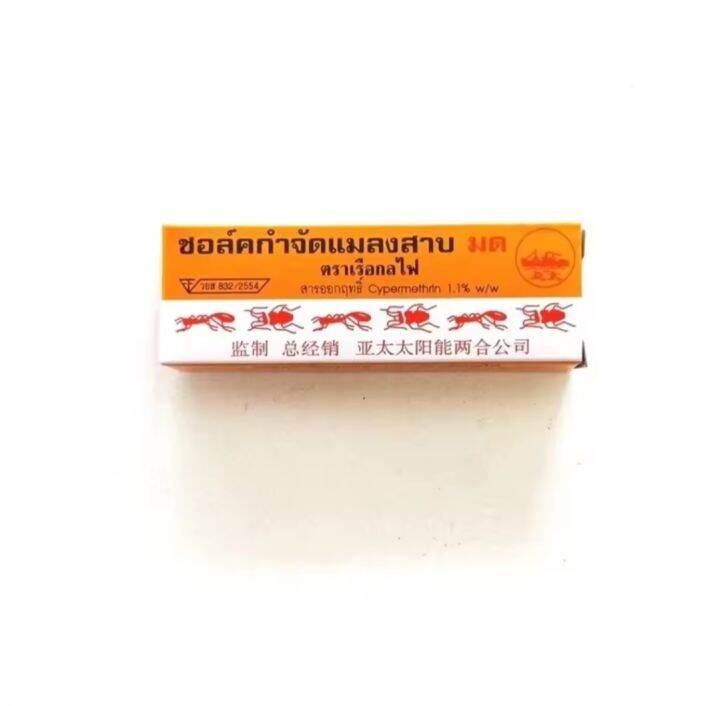 ชอล์คกำจัดแมลงสาบ มด
ตราเรือกลไฟ
วอส 832/2554
สารออกฤทธิ์ Cypermethrin 1.1% w/w
监制 总经销 亚太太阳能两合公司